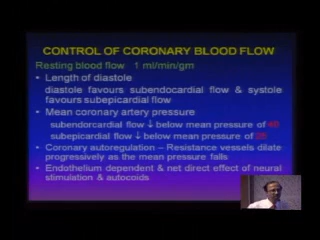 CONTROL OF CORONARY BLOOD FLOW
Resting blood flow 1 ml/min/gm
• Length of diastole
diastole favours subendocardial flow & systole
favours subepicardial flow
• Mean coronary artery pressure
subendorcardial flow ↓ below mean pressure of
subepicardial flow ↓ below mean pressure of
• Coronary autoregulation – Resistance vessels dilate
progressively as the mean pressure falls
• Endothelium dependent & net direct effect of neural
stimulation & autocoids